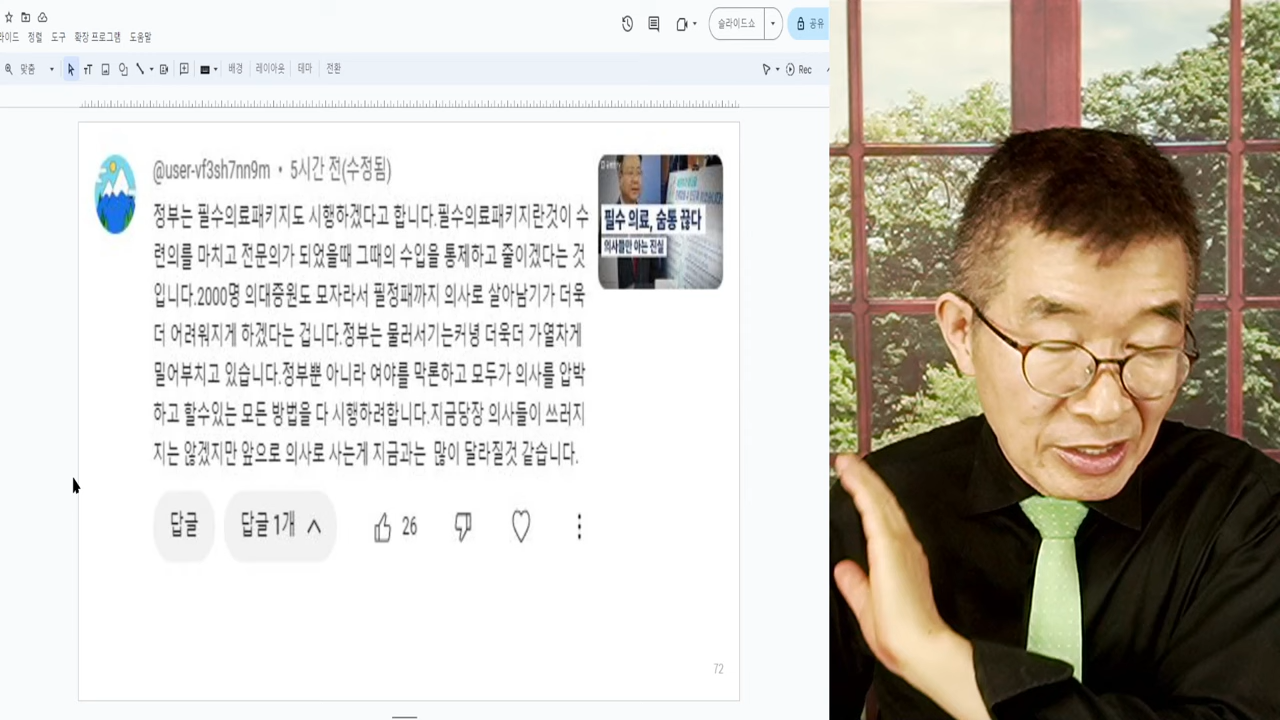 슬라이드쇼
공유
라이드 정렬 도구 확장 프로그램 도움말
맞춤
배경 레이아웃 테마 전환
Rec
@user-vf3sh7nn9m • 5시간 전(수정됨)
정부는 필수의료패키지도 시행하겠다고 합니다.필수의료패키지란것이 수
련의를 마치고 전문의가 되었을때 그때의 수입을 통제하고 줄이겠다는 것
입니다.2000명 의대증원도 모자라서 필정패까지 의사로 살아남기가 더욱
더 어려워지게 하겠다는 겁니다.정부는 물러서기는커녕 더욱더 가열차게
밀어부치고 있습니다.정부뿐 아니라 여야를 막론하고 모두가 의사를 압박
하고 할수있는 모든 방법을 다 시행하려합니다.지금당장 의사들이 쓰러지
지는 않겠지만 앞으로 의사로 사는게 지금과는 많이 달라질것 같습니다.
필수 의료, 숨통 끊다
의사들만 아는 진실
답글
답글 1개
26
72